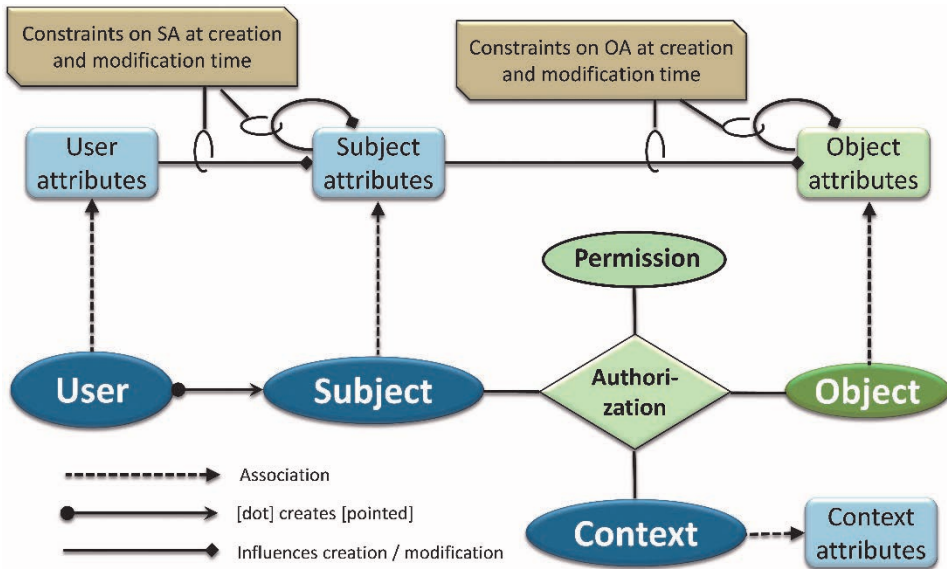 Constraints on SA at creation
and modification time
Constraints on OA at creation
and modification time
User
attributes
Subject
attributes
Object
attributes
Permission
User
Subject
Authori-
zation
Object
Association
[dot] creates [pointed]
Influences creation / modification
Context
Context
attributes